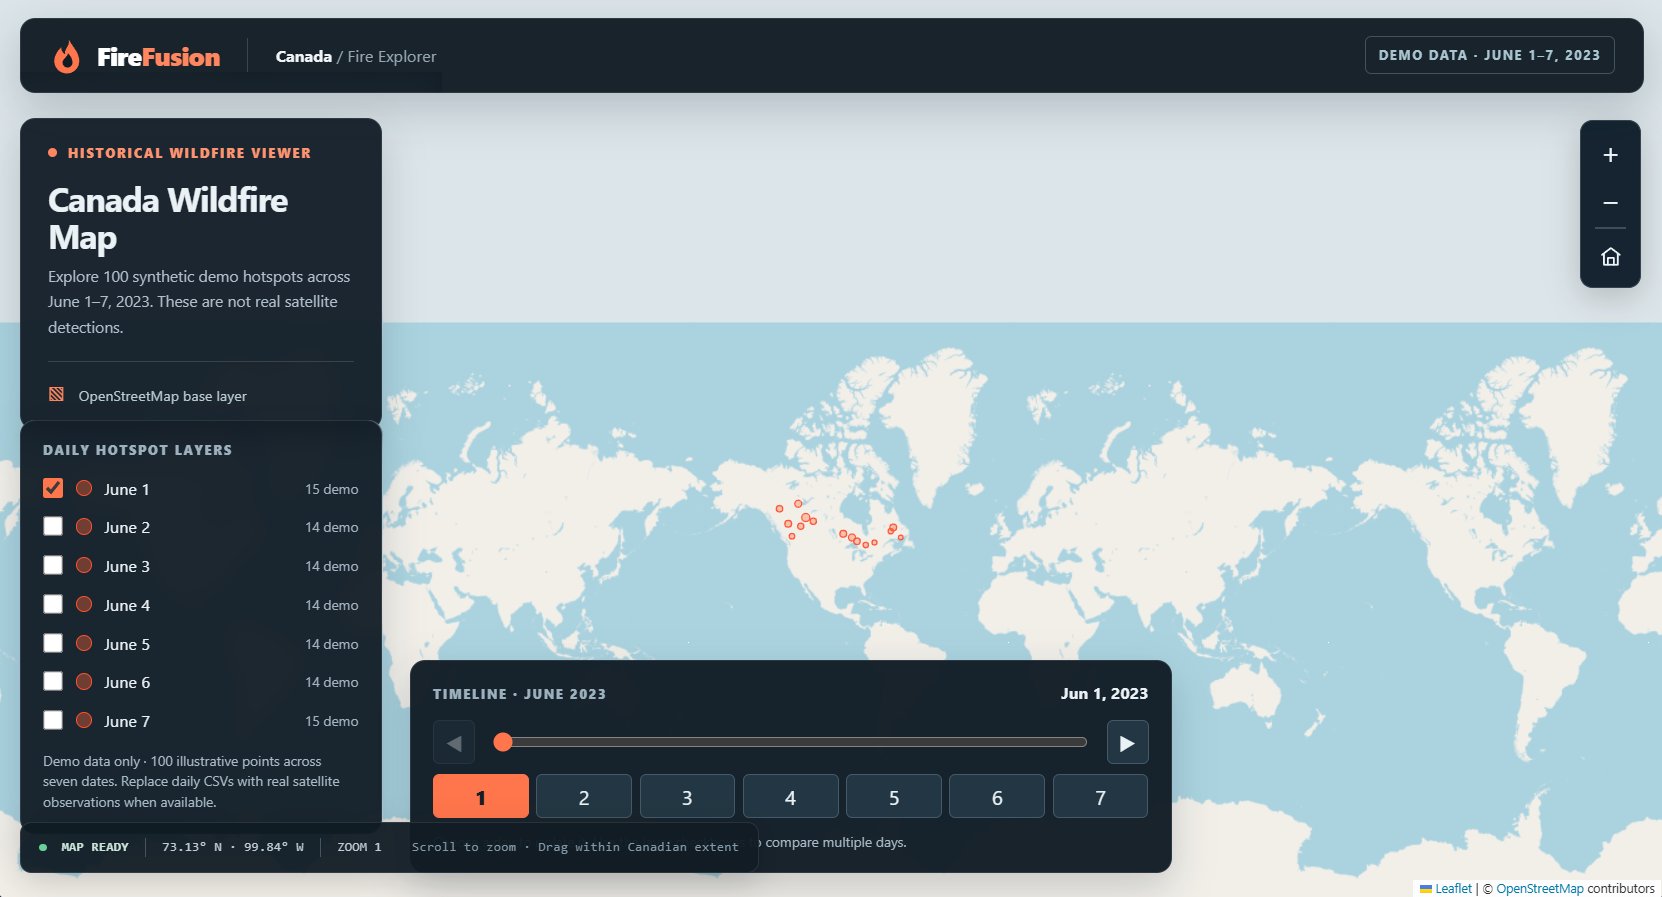 FireFusion
Canada / Fire Explorer
DEMO DATA · JUNE 1–7, 2023
HISTORICAL WILDFIRE VIEWER
Canada Wildfire
Map
Explore 100 synthetic demo hotspots across
June 1–7, 2023. These are not real satellite
detections.
OpenStreetMap base layer
DAILY HOTSPOT LAYERS
June 1 15 demo
June 2 14 demo
June 3 14 demo
June 4 14 demo
June 5 14 demo
June 6 14 demo
June 7 15 demo
Demo data only · 100 illustrative points across
seven dates. Replace daily CSVs with real satellite
observations when available.
+
−
TIMELINE · JUNE 2023
Jun 1, 2023
1 2 3 4 5 6 7
compare multiple days.
MAP READY
73.13° N · 99.84° W
ZOOM 1
Scroll to zoom · Drag within Canadian extent
Leaflet | © OpenStreetMap contributors